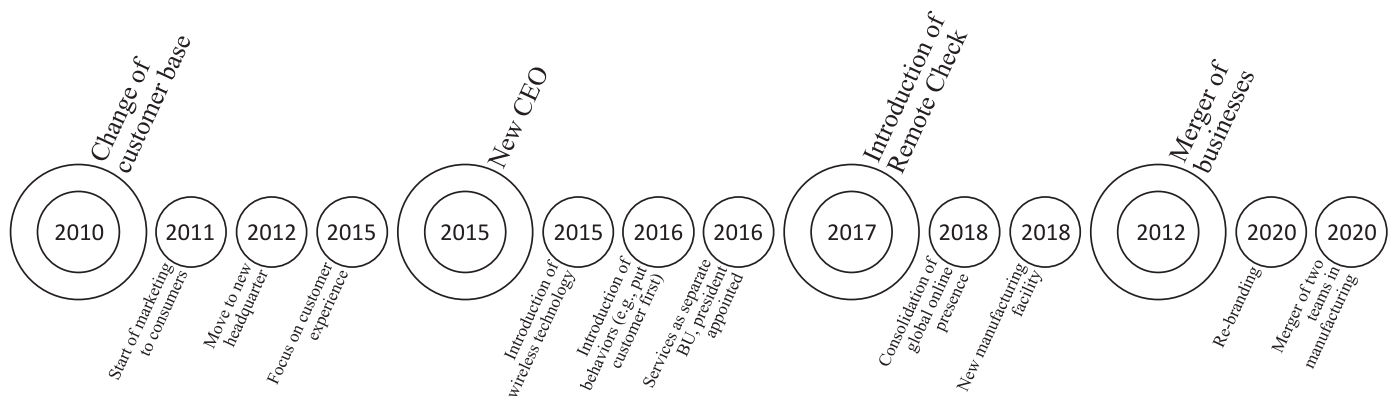 Change of
customer base
New CEO
Introduction of
Remote Check
Merger of
businesses
2010
2011
2012
2015
2015
2015
2016
2016
2017
2018
2018
2012
2020
2020
Start of marketing
to consumers
Move to new
headquarter
Focus on customer
experience
Introduction of
wireless technology
Introduction of
behaviors (e.g., put
customer first)
Services as separate
BU, president
appointed
Consolidation of
global online
presence
New manufacturing
facility
Re-branding
Merger of two
teams in
manufacturing